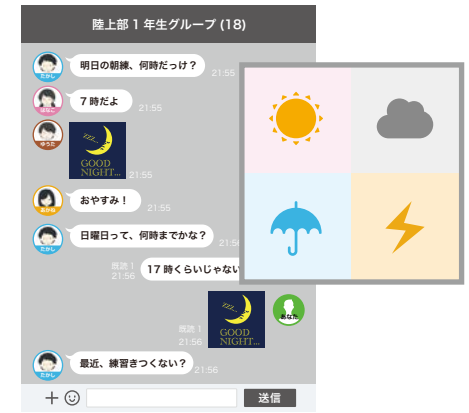 陸上部 1 年生グループ (18)
明日の朝練、何時だっけ？
21:55
たかし
7 時だよ
21:55
はなこ
zzz...
GOOD
NIGHT...
21:55
ゆうた
おやすみ！
21:55
あかね
日曜日って、何時までかな？
21:56
たかし
既読 1
21:56
17 時くらいじゃない
zzz...
GOOD
NIGHT...
あなた
既読 1
21:56
最近、練習きつくない？
21:56
たかし
送信